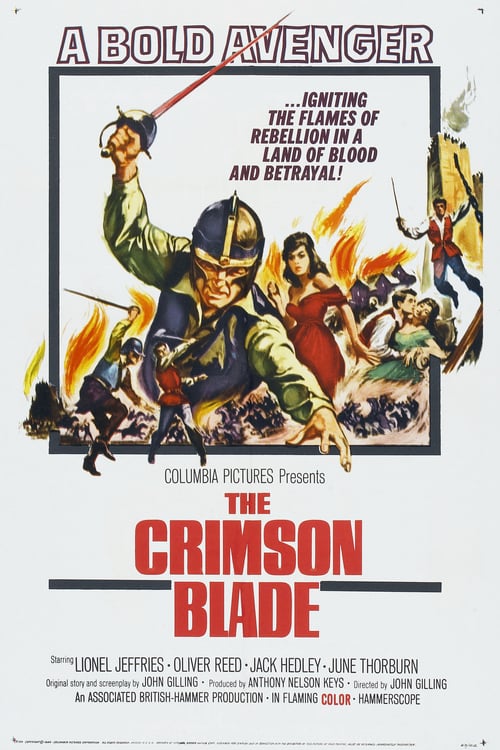 A BOLD AVENGER
...IGNITING
THE FLAMES OF
REBELLION IN A
LAND OF BLOOD
AND BETRAYAL!
COLUMBIA PICTURES Presents
THE
CRIMSON
BLADE
Starring LIONEL JEFFRIES • OLIVER REED • JACK HEDLEY • JUNE THORBURN
Original story and screenplay by JOHN GILLING • Produced by ANTHONY NELSON KEYS • Directed by JOHN GILLING
An ASSOCIATED BRITISH-HAMMER PRODUCTION • IN FLAMING COLOR • HAMMERSCOPE